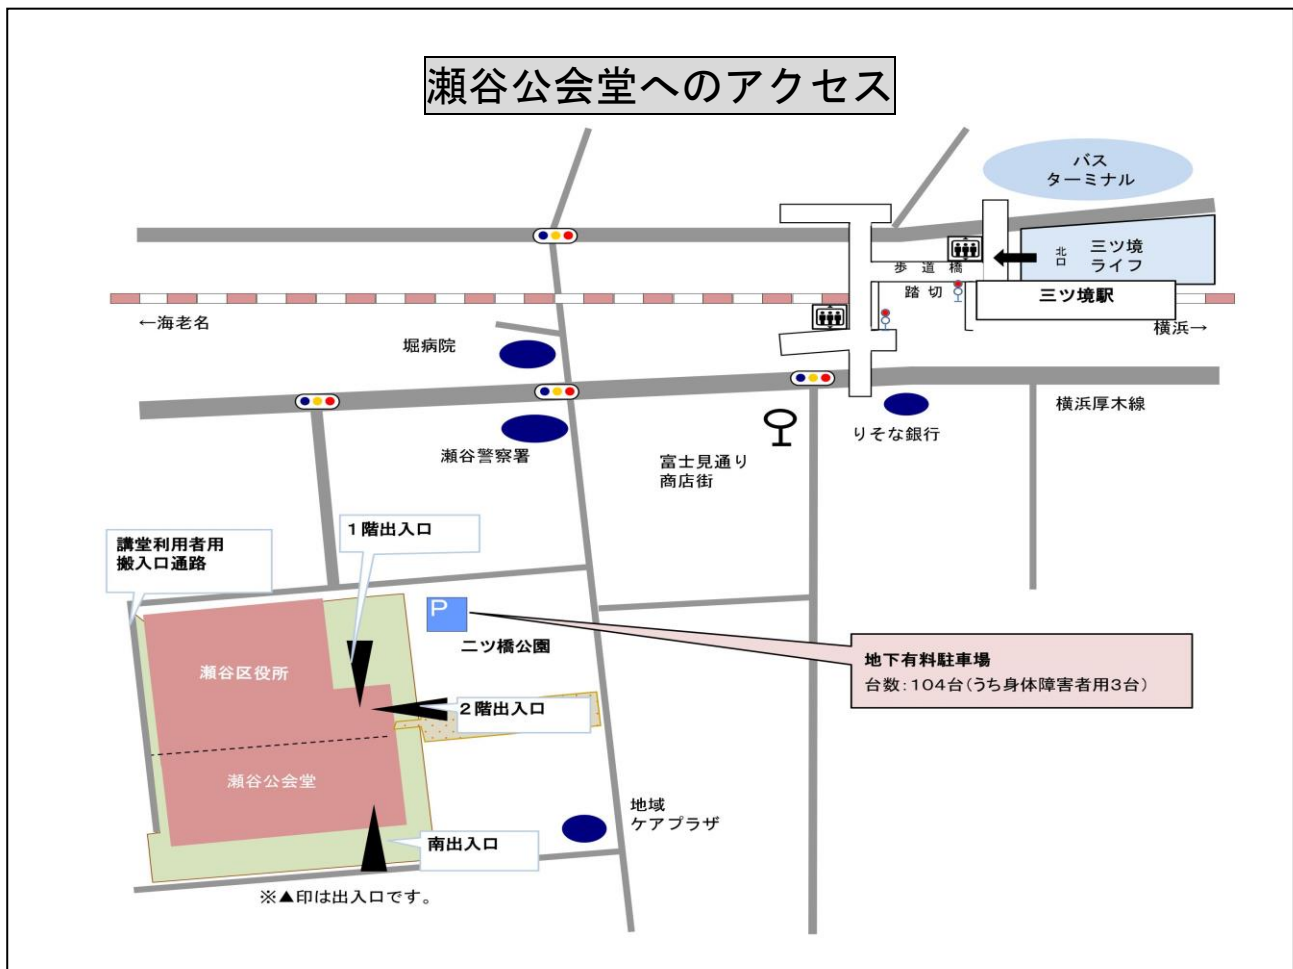 瀬谷公会堂へのアクセス
バス
ターミナル
北口
三ツ境
ライフ
歩道橋
踏切
三ツ境駅
←海老名
横浜→
堀病院
横浜厚木線
りそな銀行
瀬谷警察署
富士見通り
商店街
1階出入口
講堂利用者用
搬入口通路
P
二ツ橋公園
地下有料駐車場
台数:104台(うち身体障害者用3台)
瀬谷区役所
2階出入口
瀬谷公会堂
地域
ケアプラザ
南出入口
※▲印は出入口です。